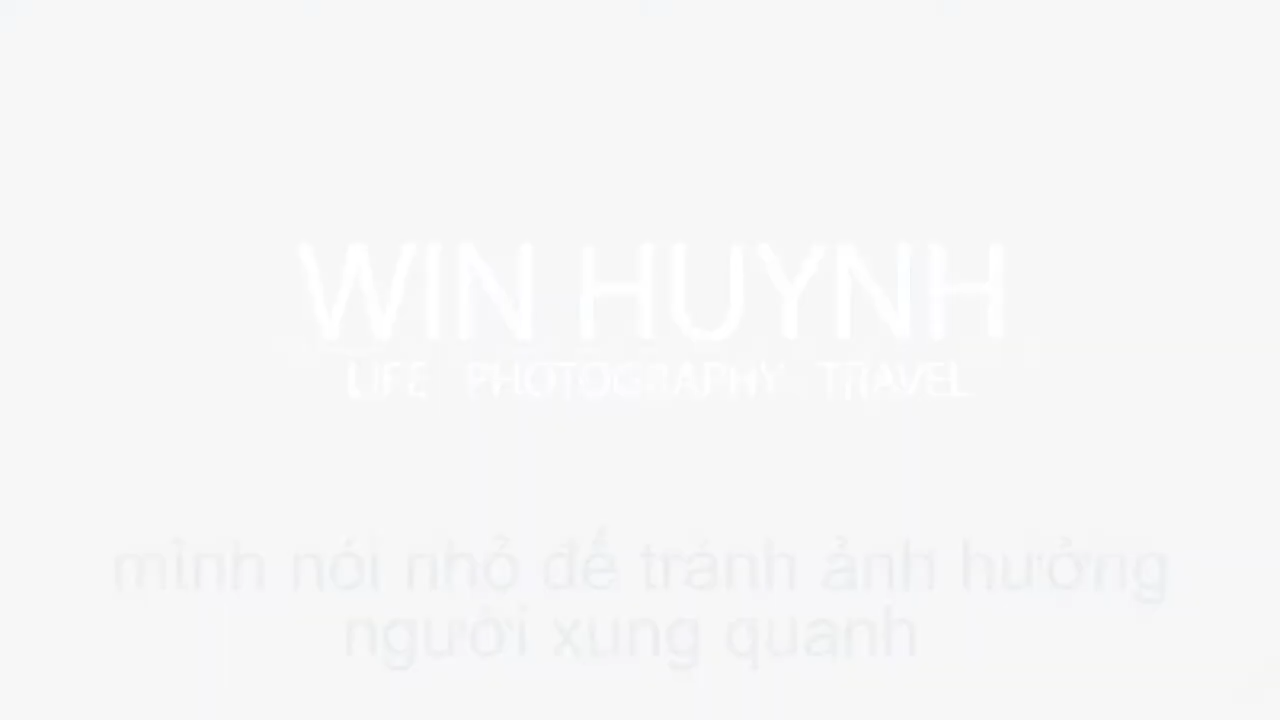 WIN HUYNH
LIFE PHOTOGRAPHY TRAVEL
mình nói nhỏ để tránh ảnh hưởng
người xung quanh